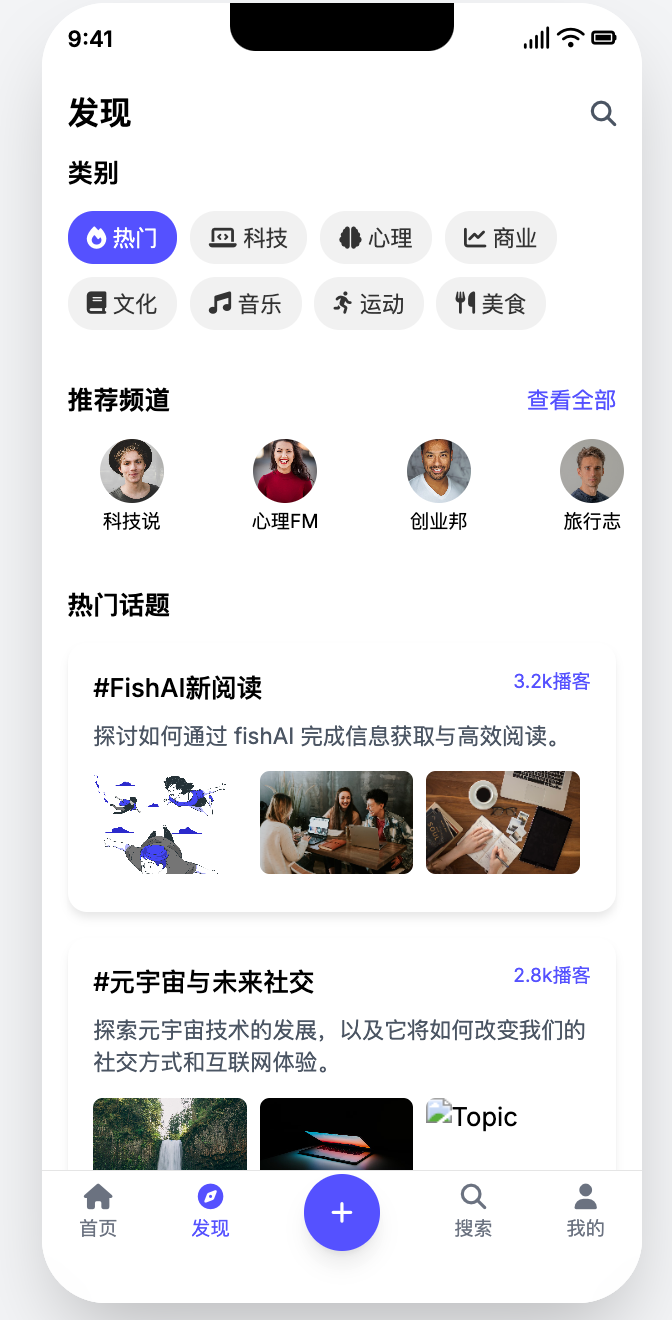 9:41
发现
类别
热门 科技 心理 商业
文化 音乐 运动 美食
推荐频道 查看全部
科技说 心理FM 创业邦 旅行志
热门话题
#FishAI新阅读 3.2k播客
探讨如何通过 fishAI 完成信息获取与高效阅读。
#元宇宙与未来社交 2.8k播客
探索元宇宙技术的发展，以及它将如何改变我们的
社交方式和互联网体验。
Topic
首页 发现 + 搜索 我的